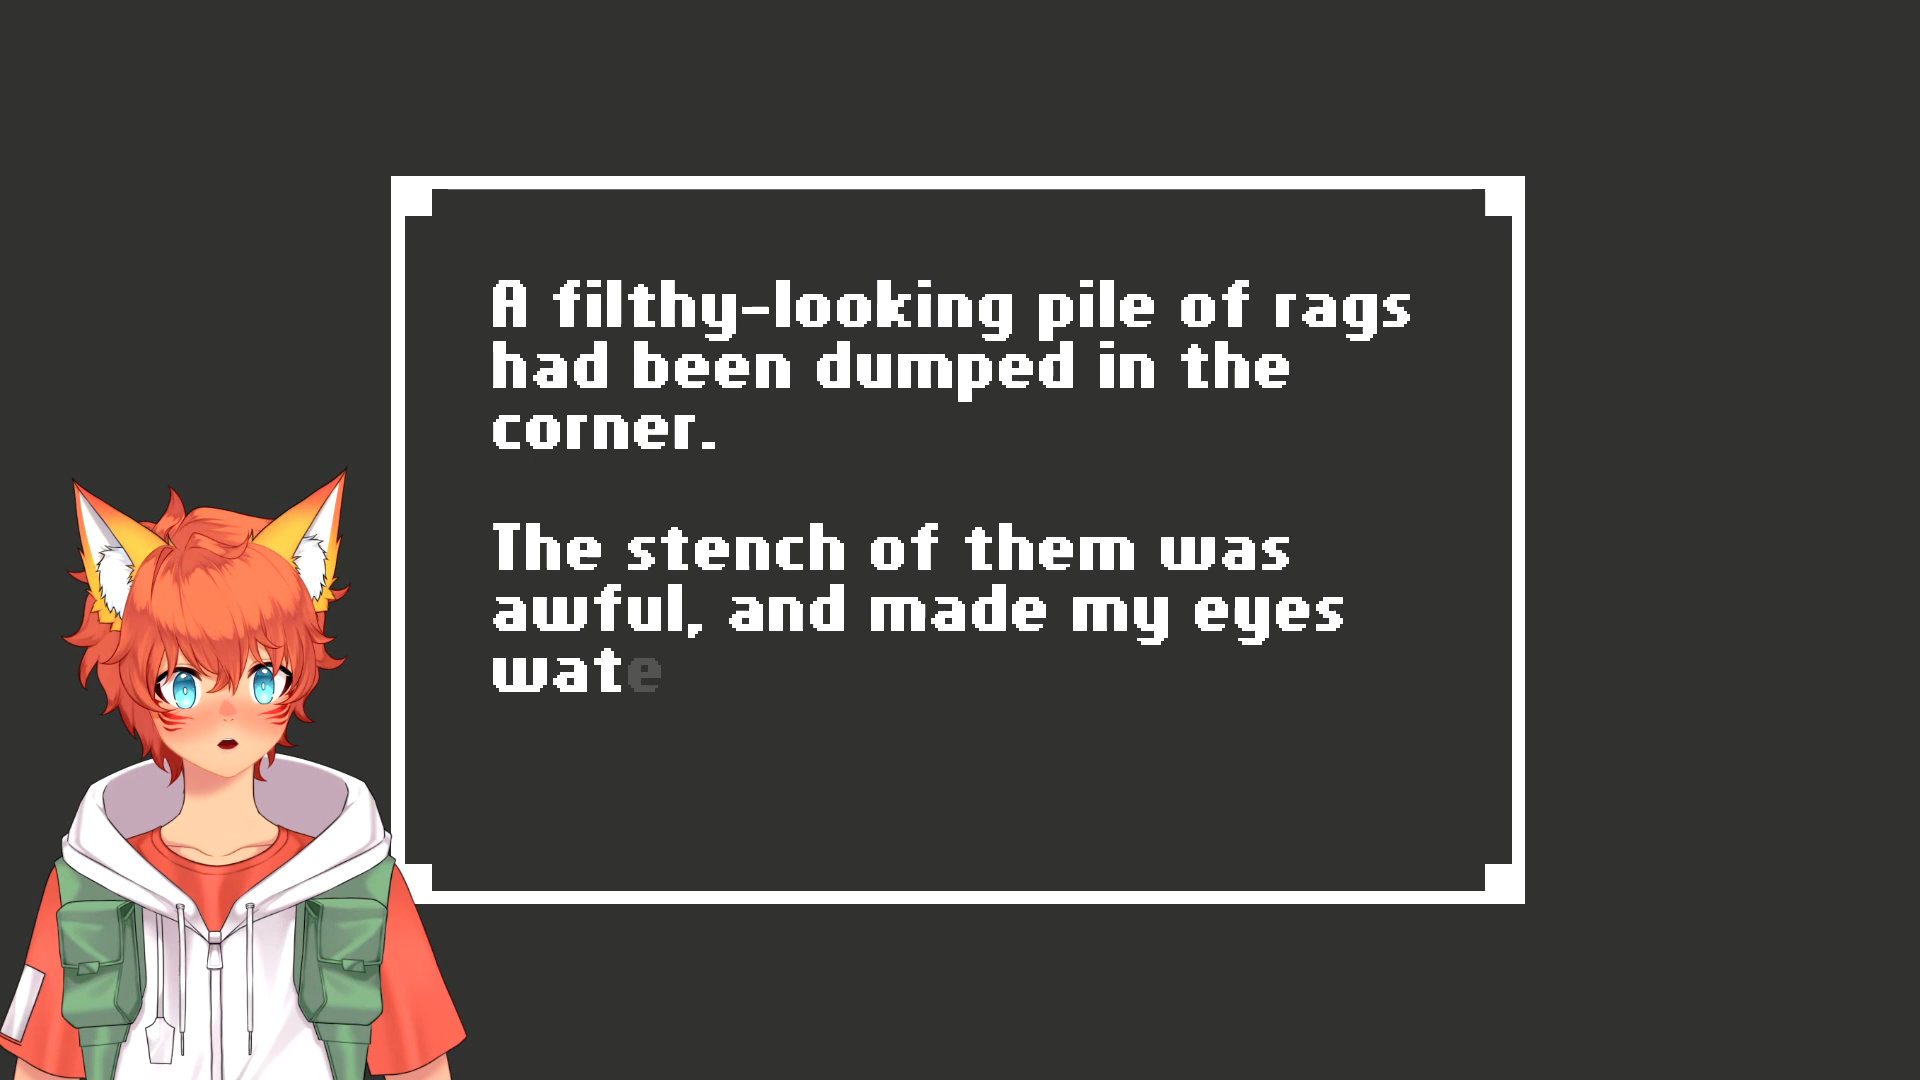 A filthy-looking pile of rags
had been dumped in the
corner.
The stench of them was
awful, and made my eyes
wate